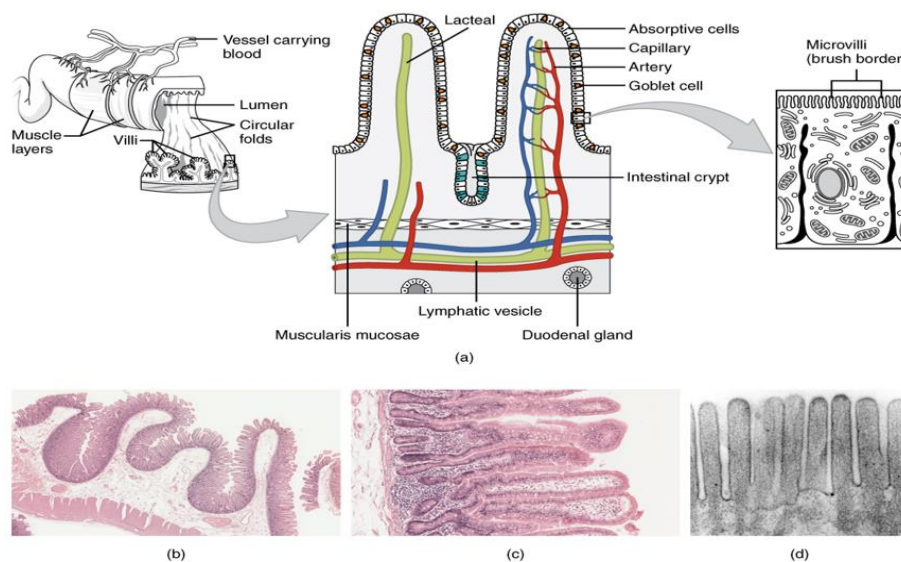 Vessel carrying
blood
Lumen
Circular
folds
Muscle
layers
Villi
Lacteal
Absorptive cells
Capillary
Artery
Goblet cell
Intestinal crypt
Lymphatic vesicle
Muscularis mucosae
Duodenal gland
Microvilli
(brush border
(a)
(b)
(c)
(d)